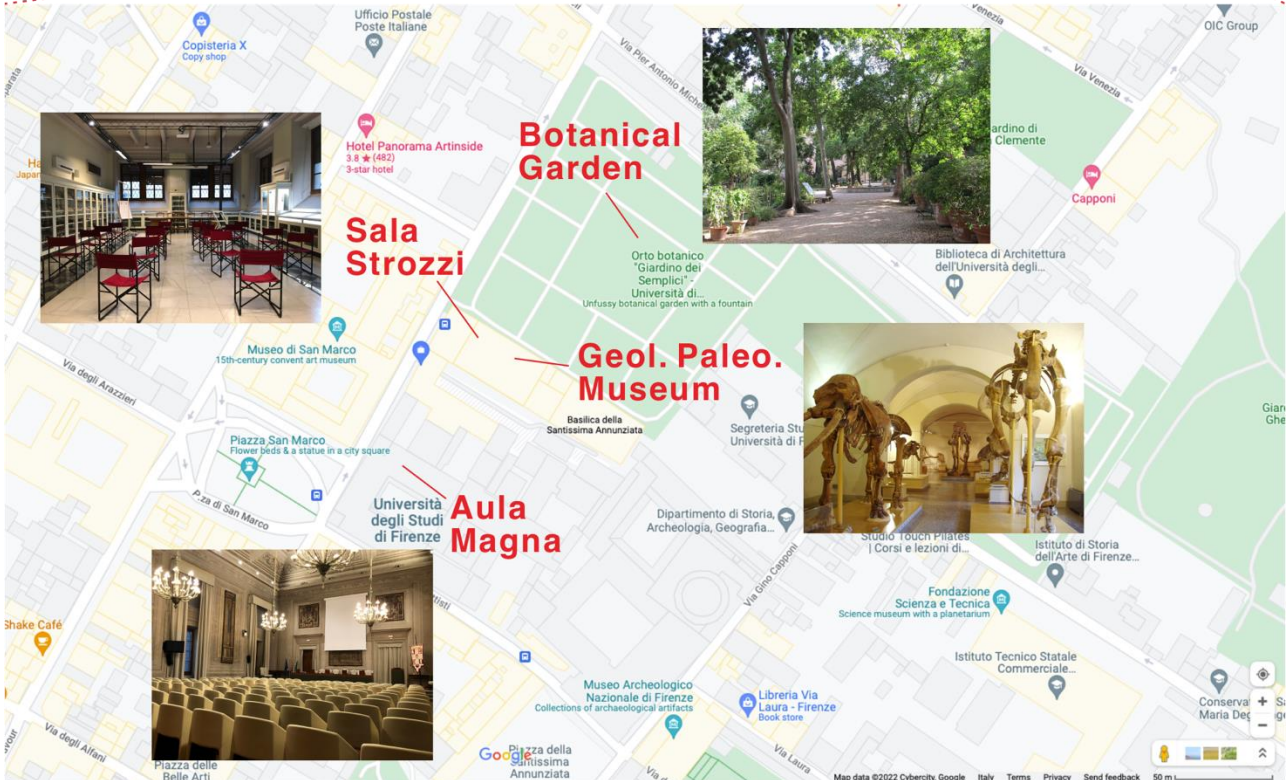 Ufficio Postale
Poste Italiane
Copisteria X
Copy shop
OIC Group
Via Pier Antonio
Venezia
Via Venezia
Hotel Panorama Artinside
3.8 ★ (482)
3-star hotel
Botanical
Garden
Clemente
Capponi
Sala
Strozzi
Orto botanico
"Giardino dei
Semplici" -
Università di...
Unfussy botanical garden with a fountain
Biblioteca di Architettura
dell'Università degli...
Museo di San Marco
15th-century convent art museum
Geol. Paleo.
Museum
Via degli Arazzieri
Basilica della
Santissima Annunziata
Segreteria
Università di
Piazza San Marco
Flower beds & a statue in a city square
P.za di San Marco
Università
degli Studi
di Firenze
Aula
Magna
Dipartimento di Storia,
Archeologia, Geografia...
Studio Touch Pilates
| Corsi e lezioni di...
Istituto di Storia
dell'Arte di Firenze...
Via Gino Capponi
Fondazione
Scienza e Tecnica
Science museum with a planetarium
Shake Café
Istituto Tecnico Statale
Commerciale...
Museo Archeologico
Nazionale di Firenze
Collections of archaeological artifacts
Libreria Via
Laura - Firenze
Book store
Maria
Via degli Alfani
Piazza delle
Belle Arti
Google
Piazza della
Santissima
Annunziata
Via Laura
Map data ©2022 Cybercity, Google Italy Terms Privacy Send feedback 50 m